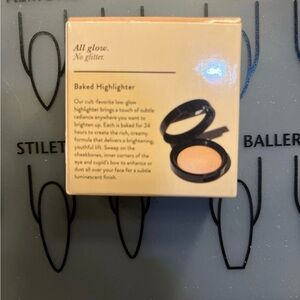 All glow.
No glitter.
Baked Highlighter
Our cult-favorite low-glow
highlighter brings a touch of subtle
radiance anywhere you want to
brighten up. Each is baked for 24
hours to create the rich, creamy
formula that delivers a brightening,
youthful lift. Sweep on the
cheekbones, inner corners of the
eye and cupid's bow to enhance or
dust all over your face for a subtle
luminescent finish.
STILET
BALLER